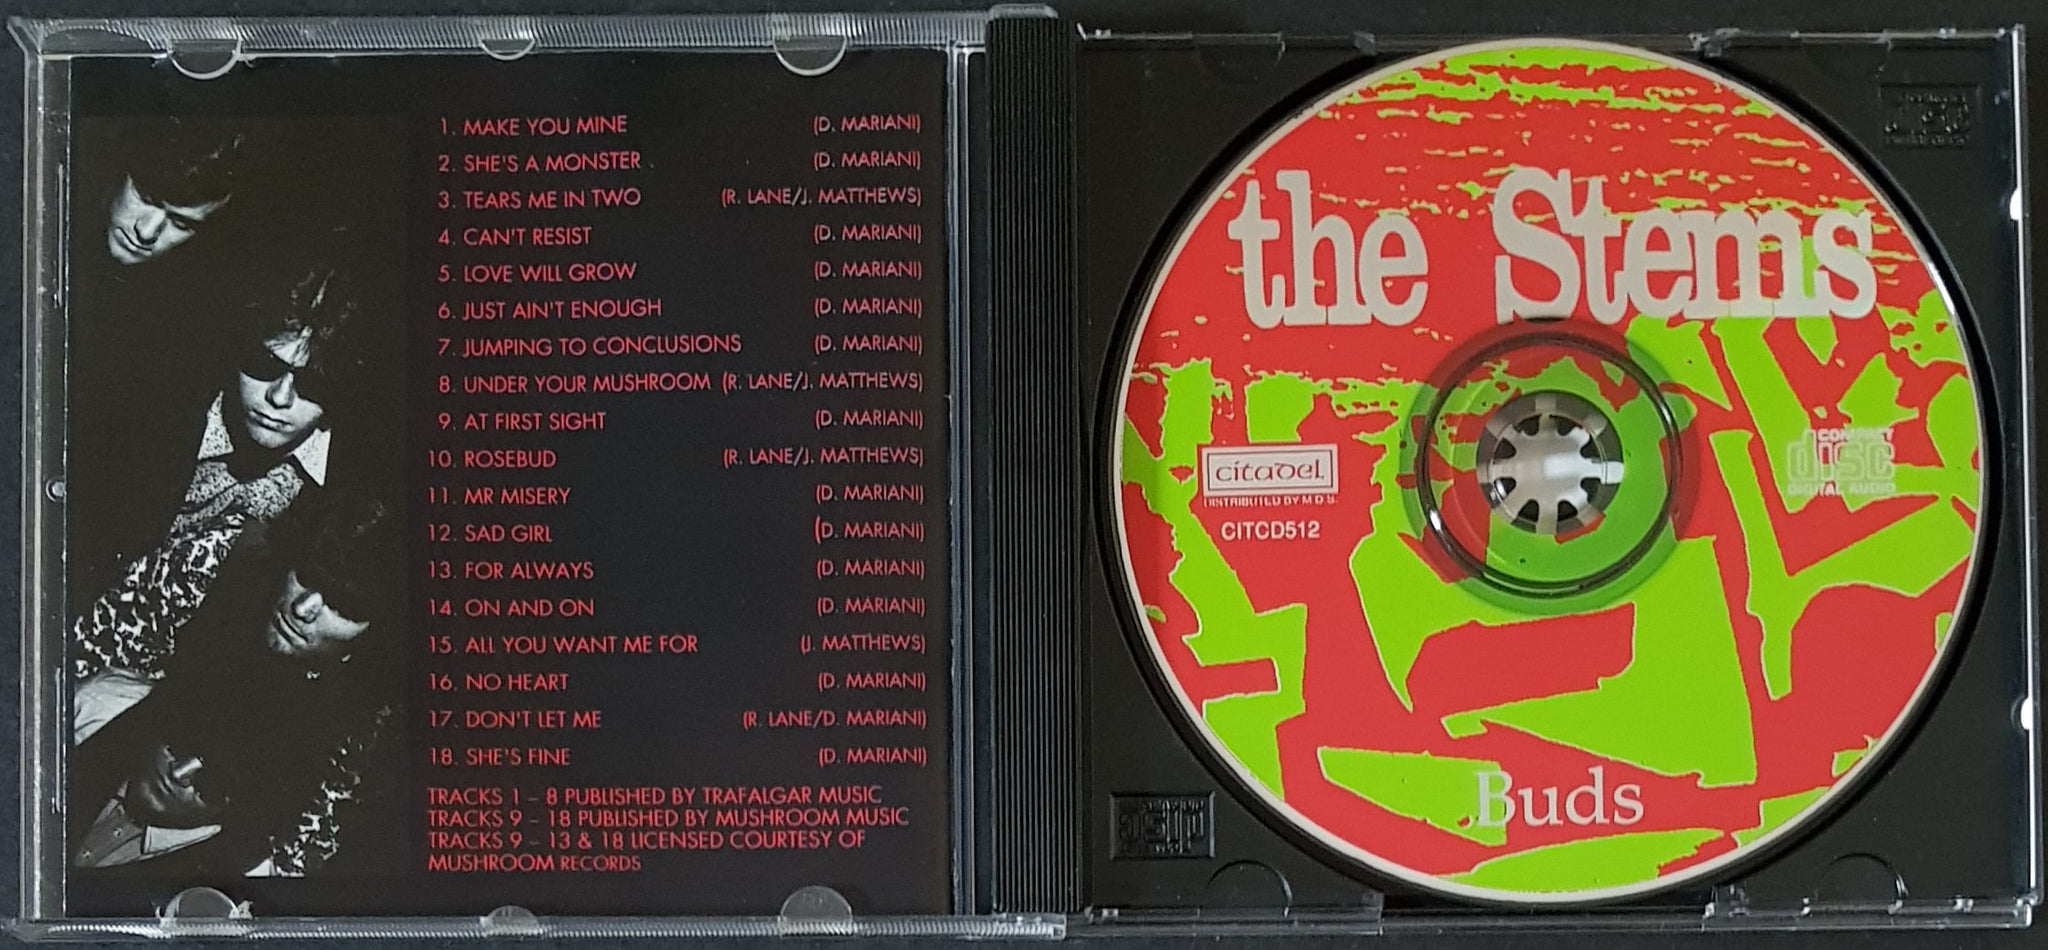 1. MAKE YOU MINE (D. MARIANI)
2. SHE'S A MONSTER (D. MARIANI)
3. TEARS ME IN TWO (R. LANE/J. MATTHEWS)
4. CAN'T RESIST (D. MARIANI)
5. LOVE WILL GROW (D. MARIANI)
6. JUST AIN'T ENOUGH (D. MARIANI)
7. JUMPING TO CONCLUSIONS (D. MARIANI)
8. UNDER YOUR MUSHROOM (R. LANE/J. MATTHEWS)
9. AT FIRST SIGHT (D. MARIANI)
10. ROSEBUD (R. LANE/J. MATTHEWS)
11. MR MISERY (D. MARIANI)
12. SAD GIRL (D. MARIANI)
13. FOR ALWAYS (D. MARIANI)
14. ON AND ON (D. MARIANI)
15. ALL YOU WANT ME FOR (J. MATTHEWS)
16. NO HEART (D. MARIANI)
17. DON'T LET ME (R. LANE/D. MARIANI)
18. SHE'S FINE (D. MARIANI)
TRACKS 1 – 8 PUBLISHED BY TRAFALGAR MUSIC
TRACKS 9 – 18 PUBLISHED BY MUSHROOM MUSIC
TRACKS 9 – 13 & 18 LICENSED COURTESY OF
MUSHROOM RECORDS
the Stems
citadel
DISTRIBUTED BY M.D.S.
CITCD512
COMPACT
disc
DIGITAL AUDIO
Buds
disc